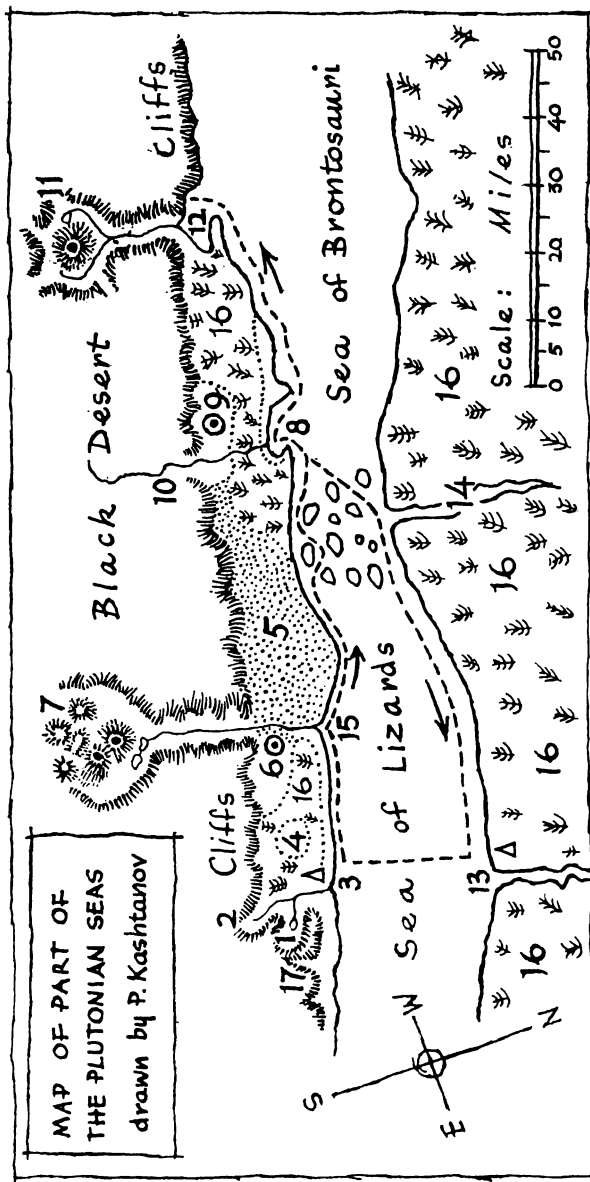 MAP OF PART OF
THE PLUTONIAN SEAS
drawn by P. Kashtanov
Black Desert
Cliffs
Cliffs
7
11
10
9
12
16
5
6
16
4
2
1
17
3
15
8
Sea of Lizards
Sea of Brontosauri
13
14
16
16
16
16
S
W
E
N
Scale: Miles
0 5 10 20 30 40 50